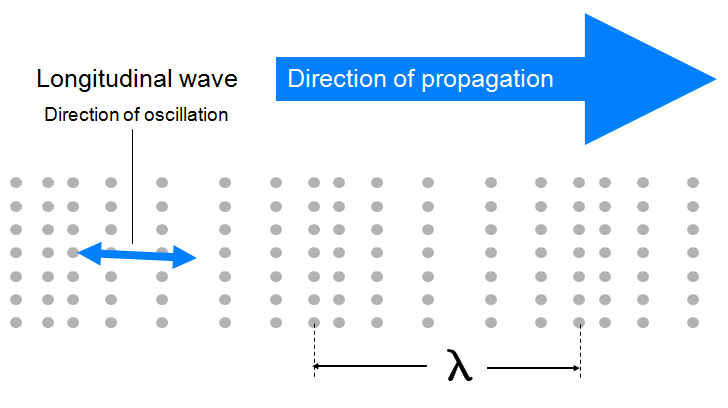 Longitudinal wave
Direction of propagation
Direction of oscillation
λ